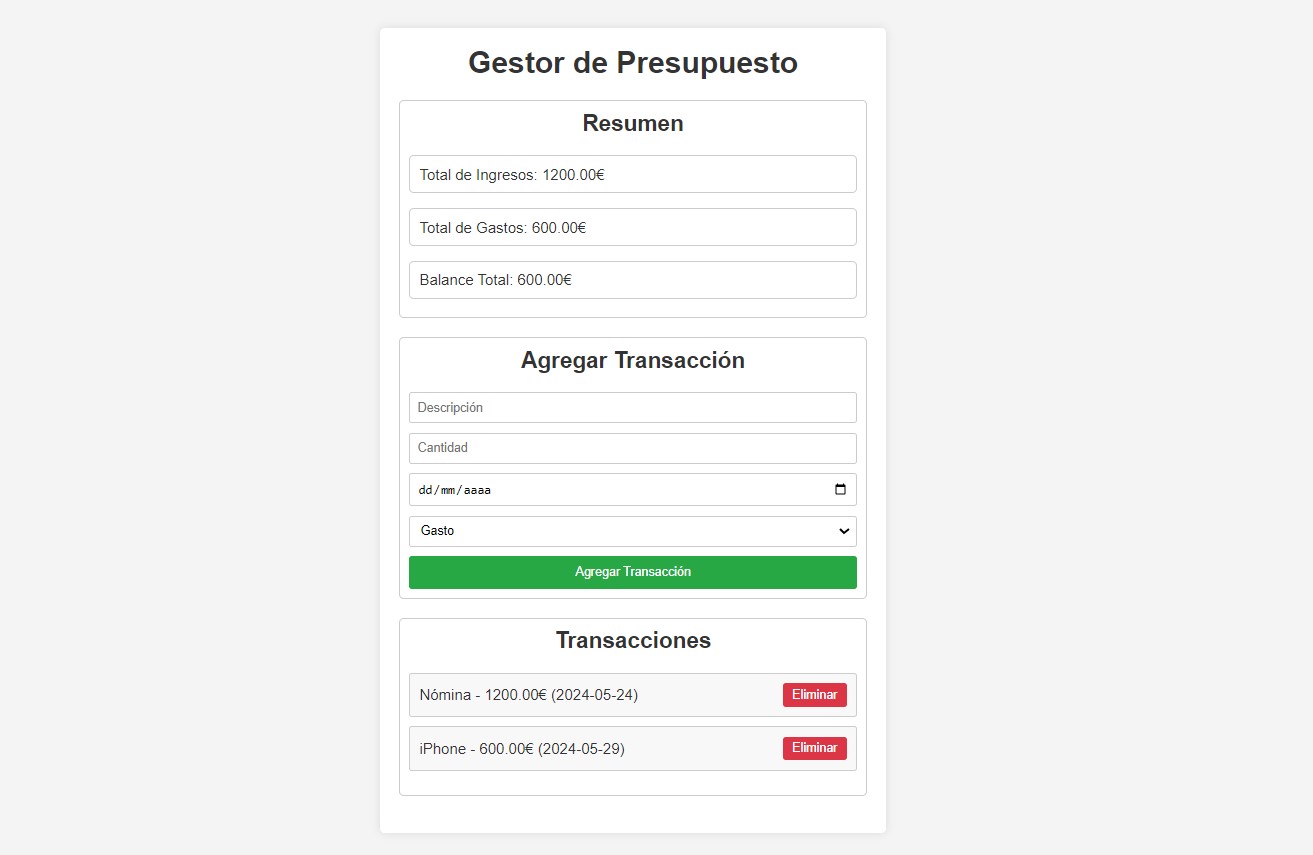 Gestor de Presupuesto
Resumen
Total de Ingresos: 1200.00€
Total de Gastos: 600.00€
Balance Total: 600.00€
Agregar Transacción
Descripción
Cantidad
dd/mm/aaaa
Gasto
Agregar Transacción
Transacciones
Nómina - 1200.00€ (2024-05-24) Eliminar
iPhone - 600.00€ (2024-05-29) Eliminar